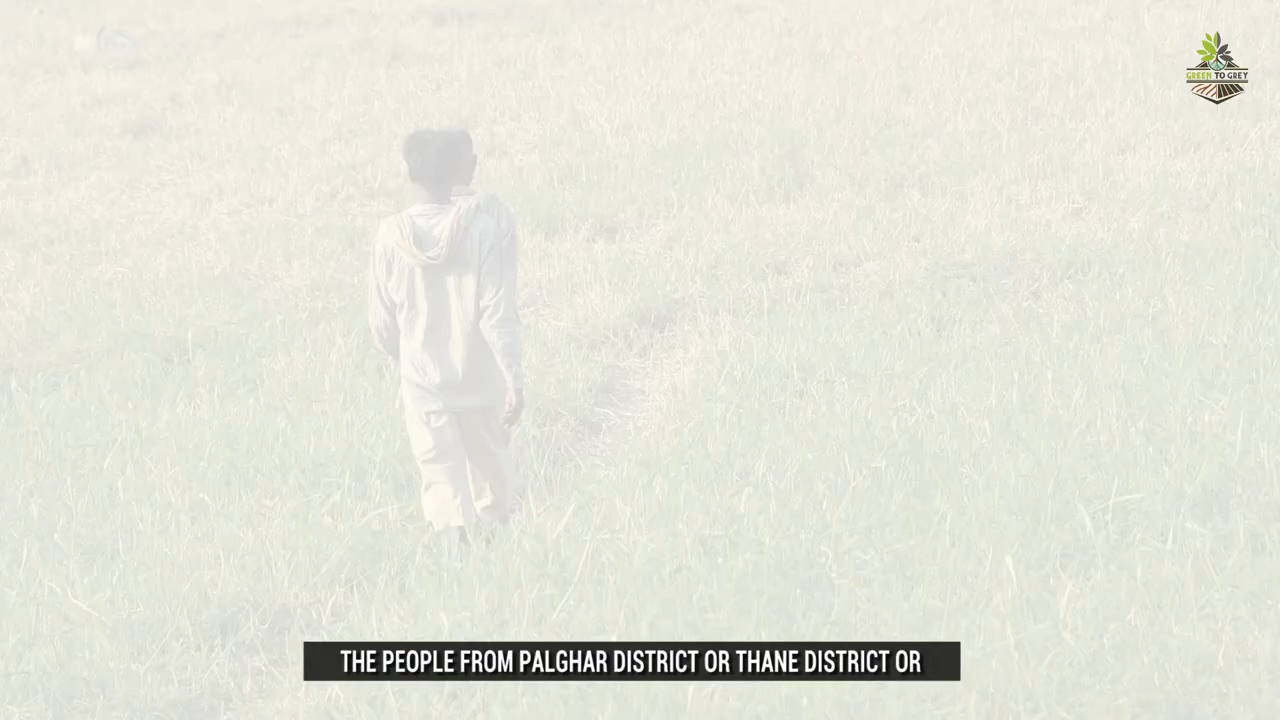 GREEN TO GREY
THE PEOPLE FROM PALGHAR DISTRICT OR THANE DISTRICT OR